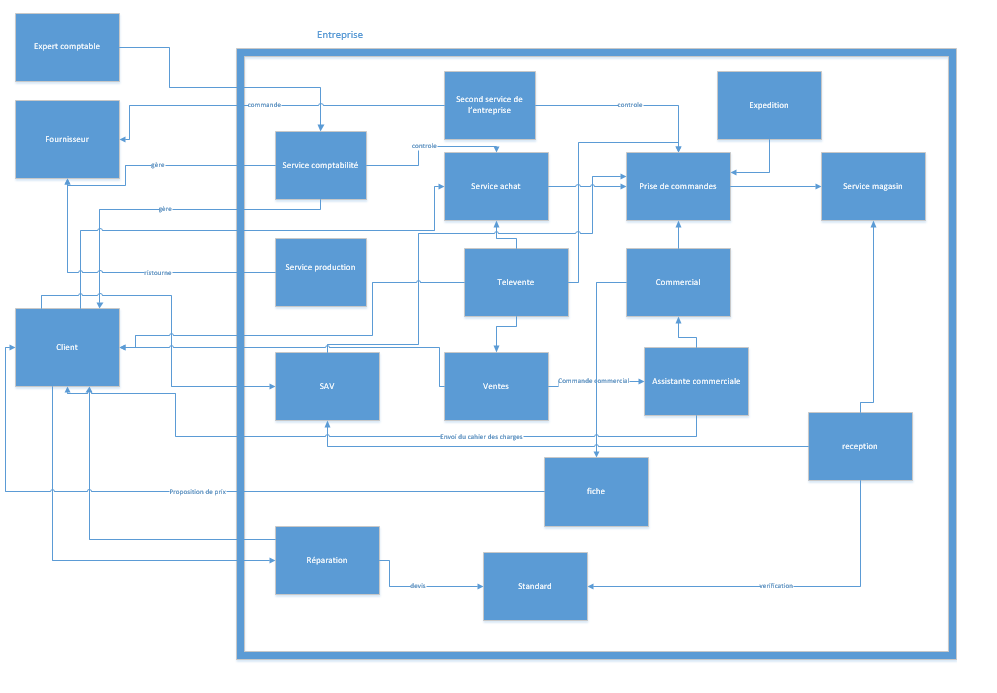 Entreprise
Expert comptable
Fournisseur
commande
Second service de
l'entreprise
controle
Expedition
gére
Service comptabilité
controle
Service achat
Prise de commandes
Service magasin
gére
Service production
ristourne
Televente
Commercial
Client
SAV
Ventes
Commande commercial
Assistante commerciale
Envoi du cahier des charges
reception
Proposition de prix
fiche
Réparation
devis
Standard
verification